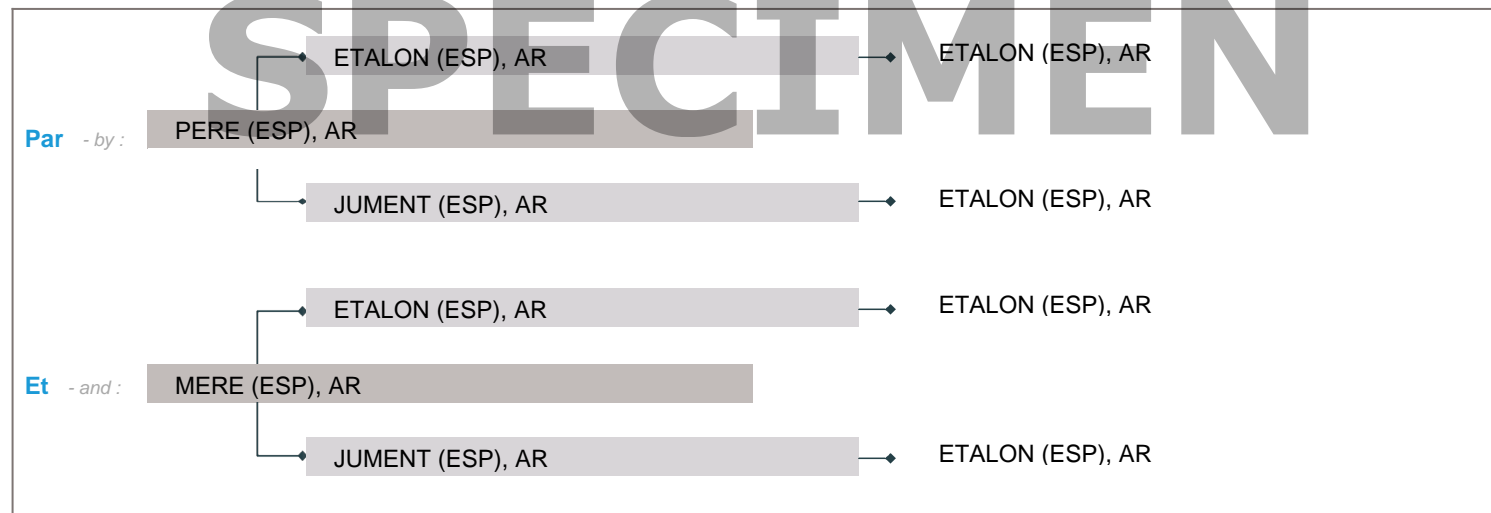 SPECIMEN
ETALON (ESP), AR ETALON (ESP), AR
Par - by : PERE (ESP), AR
JUMENT (ESP), AR ETALON (ESP), AR
ETALON (ESP), AR ETALON (ESP), AR
Et - and : MERE (ESP), AR
JUMENT (ESP), AR ETALON (ESP), AR